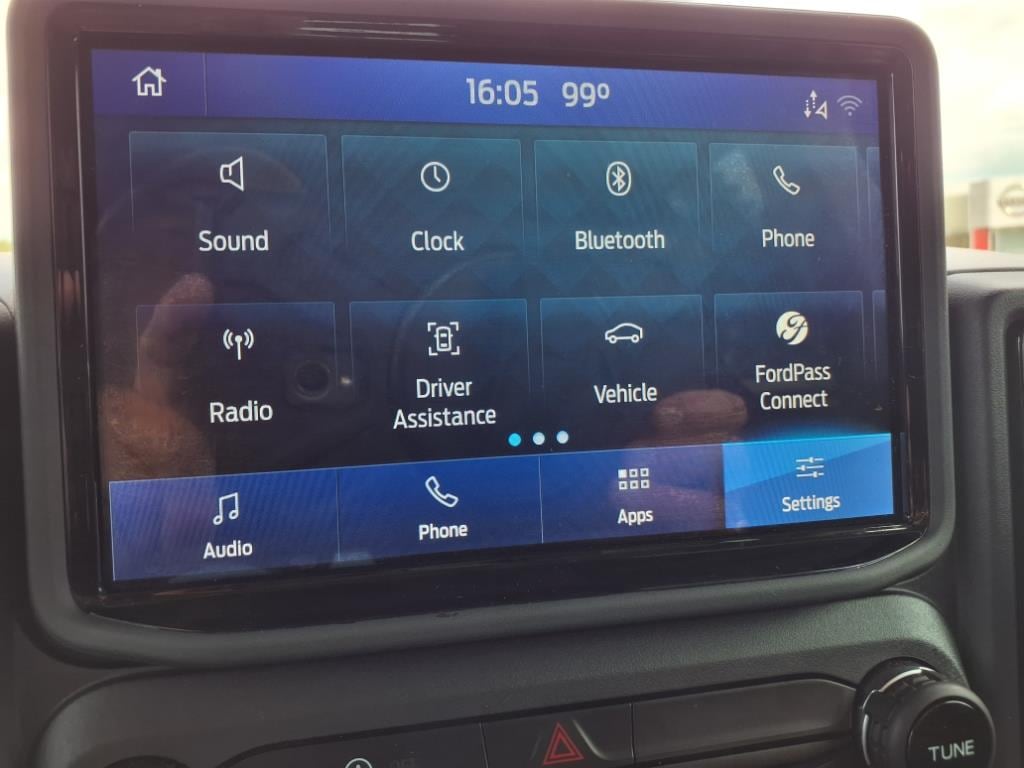 16:05 99°
Sound Clock Bluetooth Phone
Radio Driver Assistance Vehicle FordPass Connect
Audio Phone Apps Settings
TUNE